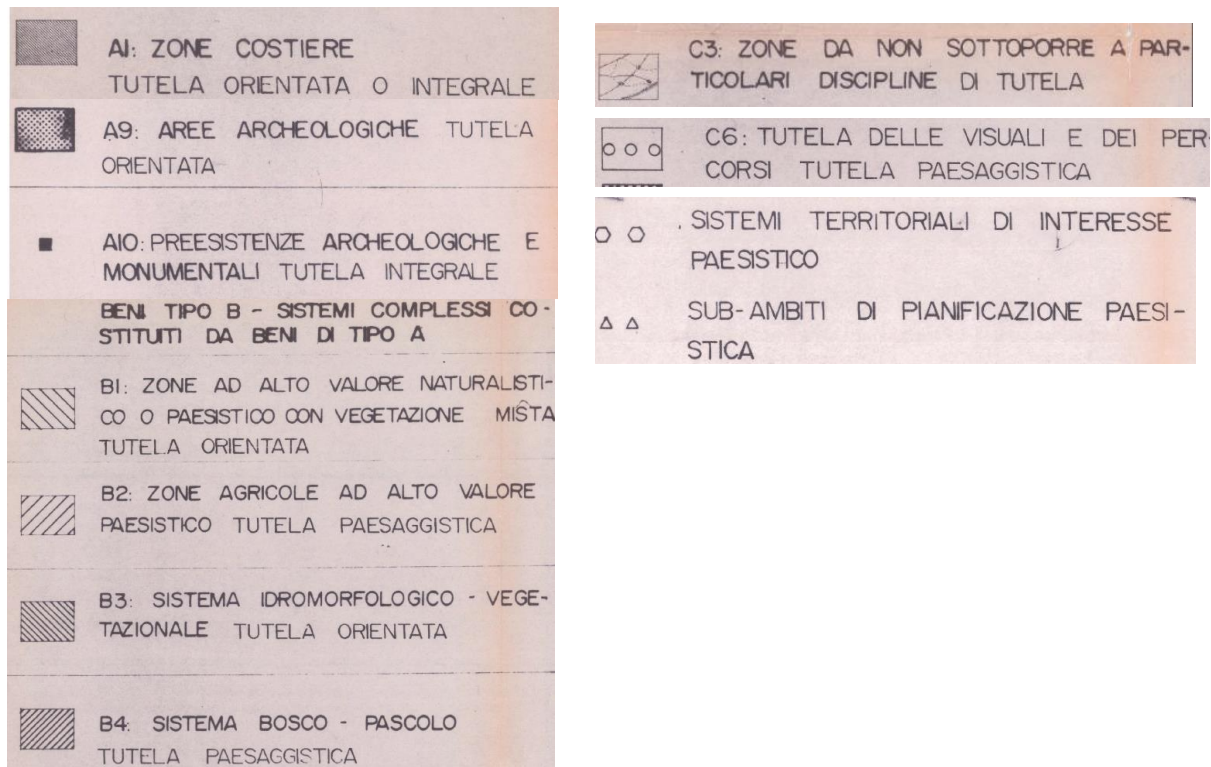 A1: ZONE COSTIERE
TUTELA ORIENTATA O INTEGRALE
A9: AREE ARCHEOLOGICHE TUTELA
ORIENTATA
A10: PREESISTENZE ARCHEOLOGICHE E
MONUMENTALI TUTELA INTEGRALE
BENI TIPO B - SISTEMI COMPLESSI CO-
STITUITI DA BENI DI TIPO A
B1: ZONE AD ALTO VALORE NATURALISTI-
CO O PAESISTICO CON VEGETAZIONE MISTA
TUTELA ORIENTATA
B2: ZONE AGRICOLE AD ALTO VALORE
PAESISTICO TUTELA PAESAGGISTICA
B3: SISTEMA IDROMORFOLOGICO - VEGE-
TAZIONALE TUTELA ORIENTATA
B4: SISTEMA BOSCO - PASCOLO
TUTELA PAESAGGISTICA
C3: ZONE DA NON SOTTOPORRE A PAR-
TICOLARI DISCIPLINE DI TUTELA
C6: TUTELA DELLE VISUALI E DEI PER-
CORSI TUTELA PAESAGGISTICA
SISTEMI TERRITORIALI DI INTERESSE
PAESISTICO
SUB-AMBITI DI PIANIFICAZIONE PAESI-
STICA